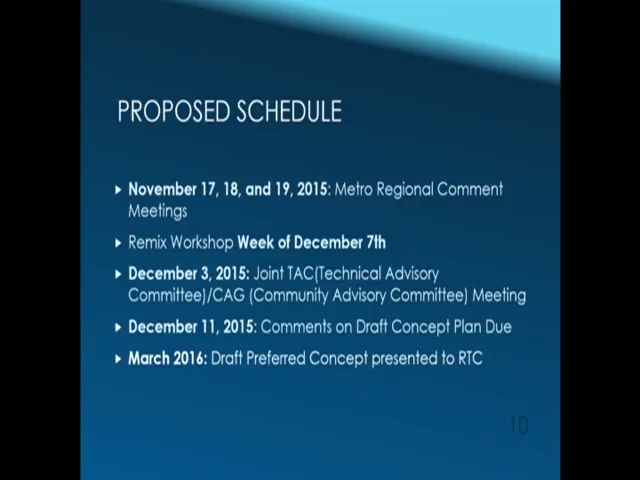 PROPOSED SCHEDULE
November 17, 18, and 19, 2015: Metro Regional Comment
Meetings
Remix Workshop Week of December 7th
December 3, 2015: Joint TAC(Technical Advisory
Committee)/CAG (Community Advisory Committee) Meeting
December 11, 2015: Comments on Draft Concept Plan Due
March 2016: Draft Preferred Concept presented to RTC
10